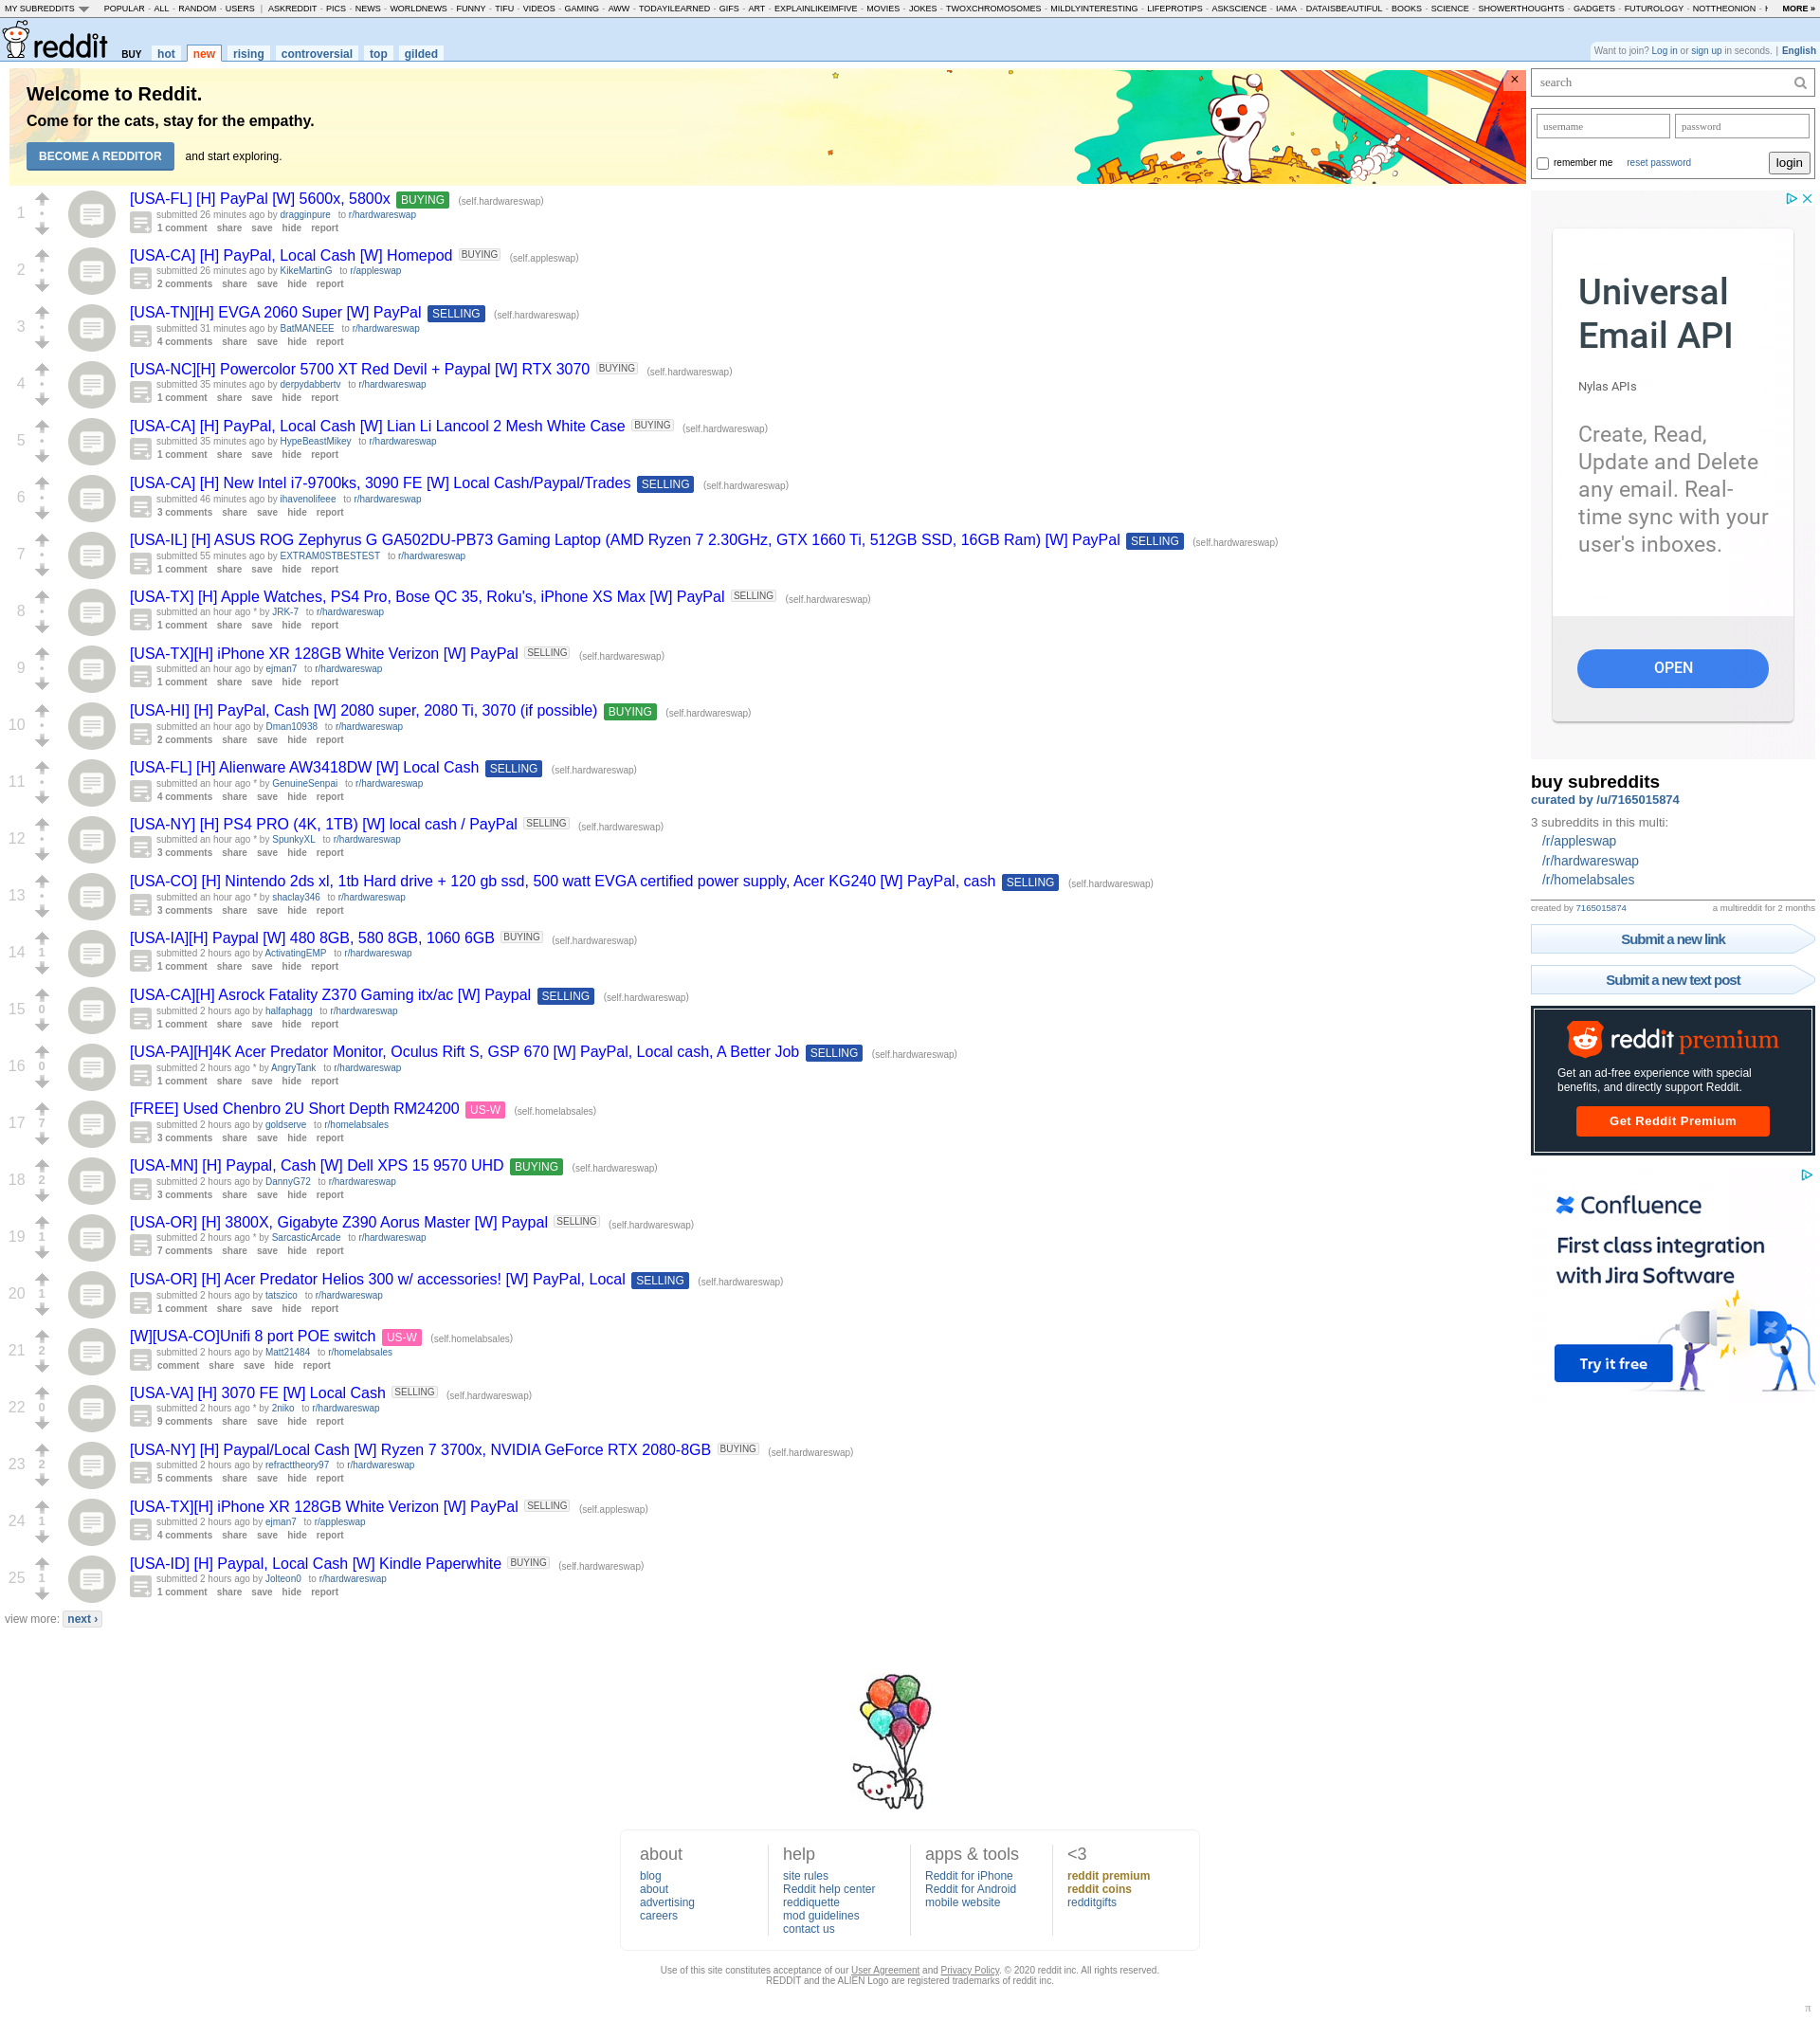 MY SUBREDDITS POPULAR - ALL - RANDOM - USERS | ASKREDDIT - PICS - NEWS - WORLDNEWS - FUNNY - TIFU - VIDEOS - GAMING - AWW - TODAYILEARNED - GIFS - ART - EXPLAINLIKEIMFIVE - MOVIES - JOKES - TWOXCHROMOSOMES - MILDLYINTERESTING - LIFEPROTIPS - ASKSCIENCE - IAMA - DATAISBEAUTIFUL - BOOKS - SCIENCE - SHOWERTHOUGHTS - GADGETS - FUTUROLOGY - NOTTHEONION - MORE »
reddit BUY hot new rising controversial top gilded
Want to join? Log in or sign up in seconds. | English
Welcome to Reddit.
Come for the cats, stay for the empathy.
BECOME A REDDITOR and start exploring.
×
1
[USA-FL] [H] PayPal [W] 5600x, 5800x BUYING (self.hardwareswap)
submitted 26 minutes ago by dragginpure to r/hardwareswap
1 comment share save hide report
2
[USA-CA] [H] PayPal, Local Cash [W] Homepod BUYING (self.appleswap)
submitted 26 minutes ago by KikeMartinG to r/appleswap
2 comments share save hide report
3
[USA-TN][H] EVGA 2060 Super [W] PayPal SELLING (self.hardwareswap)
submitted 31 minutes ago by BatMANEEE to r/hardwareswap
4 comments share save hide report
4
[USA-NC][H] Powercolor 5700 XT Red Devil + Paypal [W] RTX 3070 BUYING (self.hardwareswap)
submitted 35 minutes ago by derpydabbertv to r/hardwareswap
1 comment share save hide report
5
[USA-CA] [H] PayPal, Local Cash [W] Lian Li Lancool 2 Mesh White Case BUYING (self.hardwareswap)
submitted 35 minutes ago by HypeBeastMikey to r/hardwareswap
1 comment share save hide report
6
[USA-CA] [H] New Intel i7-9700ks, 3090 FE [W] Local Cash/Paypal/Trades SELLING (self.hardwareswap)
submitted 46 minutes ago by ihavenolifeee to r/hardwareswap
3 comments share save hide report
7
[USA-IL] [H] ASUS ROG Zephyrus G GA502DU-PB73 Gaming Laptop (AMD Ryzen 7 2.30GHz, GTX 1660 Ti, 512GB SSD, 16GB Ram) [W] PayPal SELLING (self.hardwareswap)
submitted 55 minutes ago by EXTRAM0STBESTEST to r/hardwareswap
1 comment share save hide report
8
[USA-TX] [H] Apple Watches, PS4 Pro, Bose QC 35, Roku's, iPhone XS Max [W] PayPal SELLING (self.hardwareswap)
submitted an hour ago * by JRK-7 to r/hardwareswap
1 comment share save hide report
9
[USA-TX][H] iPhone XR 128GB White Verizon [W] PayPal SELLING (self.hardwareswap)
submitted an hour ago by ejman7 to r/hardwareswap
1 comment share save hide report
10
[USA-HI] [H] PayPal, Cash [W] 2080 super, 2080 Ti, 3070 (if possible) BUYING (self.hardwareswap)
submitted an hour ago by Dman10938 to r/hardwareswap
2 comments share save hide report
11
[USA-FL] [H] Alienware AW3418DW [W] Local Cash SELLING (self.hardwareswap)
submitted an hour ago * by GenuineSenpai to r/hardwareswap
4 comments share save hide report
12
[USA-NY] [H] PS4 PRO (4K, 1TB) [W] local cash / PayPal SELLING (self.hardwareswap)
submitted an hour ago * by SpunkyXL to r/hardwareswap
3 comments share save hide report
13
[USA-CO] [H] Nintendo 2ds xl, 1tb Hard drive + 120 gb ssd, 500 watt EVGA certified power supply, Acer KG240 [W] PayPal, cash SELLING (self.hardwareswap)
submitted an hour ago * by shaclay346 to r/hardwareswap
3 comments share save hide report
14 1
[USA-IA][H] Paypal [W] 480 8GB, 580 8GB, 1060 6GB BUYING (self.hardwareswap)
submitted 2 hours ago by ActivatingEMP to r/hardwareswap
1 comment share save hide report
15 0
[USA-CA][H] Asrock Fatality Z370 Gaming itx/ac [W] Paypal SELLING (self.hardwareswap)
submitted 2 hours ago by halfaphagg to r/hardwareswap
1 comment share save hide report
16 0
[USA-PA][H]4K Acer Predator Monitor, Oculus Rift S, GSP 670 [W] PayPal, Local cash, A Better Job SELLING (self.hardwareswap)
submitted 2 hours ago * by AngryTank to r/hardwareswap
1 comment share save hide report
17 7
[FREE] Used Chenbro 2U Short Depth RM24200 US-W (self.homelabsales)
submitted 2 hours ago by goldserve to r/homelabsales
3 comments share save hide report
18 2
[USA-MN] [H] Paypal, Cash [W] Dell XPS 15 9570 UHD BUYING (self.hardwareswap)
submitted 2 hours ago by DannyG72 to r/hardwareswap
3 comments share save hide report
19 1
[USA-OR] [H] 3800X, Gigabyte Z390 Aorus Master [W] Paypal SELLING (self.hardwareswap)
submitted 2 hours ago * by SarcasticArcade to r/hardwareswap
7 comments share save hide report
20 1
[USA-OR] [H] Acer Predator Helios 300 w/ accessories! [W] PayPal, Local SELLING (self.hardwareswap)
submitted 2 hours ago by tatszico to r/hardwareswap
1 comment share save hide report
21 2
[W][USA-CO]Unifi 8 port POE switch US-W (self.homelabsales)
submitted 2 hours ago by Matt21484 to r/homelabsales
comment share save hide report
22 0
[USA-VA] [H] 3070 FE [W] Local Cash SELLING (self.hardwareswap)
submitted 2 hours ago * by 2niko to r/hardwareswap
9 comments share save hide report
23 2
[USA-NY] [H] Paypal/Local Cash [W] Ryzen 7 3700x, NVIDIA GeForce RTX 2080-8GB BUYING (self.hardwareswap)
submitted 2 hours ago by refracttheory97 to r/hardwareswap
5 comments share save hide report
24 1
[USA-TX][H] iPhone XR 128GB White Verizon [W] PayPal SELLING (self.appleswap)
submitted 2 hours ago by ejman7 to r/appleswap
4 comments share save hide report
25 1
[USA-ID] [H] Paypal, Local Cash [W] Kindle Paperwhite BUYING (self.hardwareswap)
submitted 2 hours ago by Jolteon0 to r/hardwareswap
1 comment share save hide report
view more: next ›
search
username password
remember me reset password login
Universal
Email API
Nylas APIs
Create, Read,
Update and Delete
any email. Real-
time sync with your
user's inboxes.
OPEN
buy subreddits
curated by /u/7165015874
3 subreddits in this multi:
/r/appleswap
/r/hardwareswap
/r/homelabsales
created by 7165015874 a multireddit for 2 months
Submit a new link
Submit a new text post
reddit premium
Get an ad-free experience with special
benefits, and directly support Reddit.
Get Reddit Premium
Confluence
First class integration
with Jira Software
Try it free
about
blog
about
advertising
careers
help
site rules
Reddit help center
reddiquette
mod guidelines
contact us
apps & tools
Reddit for iPhone
Reddit for Android
mobile website
<3
reddit premium
reddit coins
redditgifts
Use of this site constitutes acceptance of our User Agreement and Privacy Policy. © 2020 reddit inc. All rights reserved.
REDDIT and the ALIEN Logo are registered trademarks of reddit inc.
π